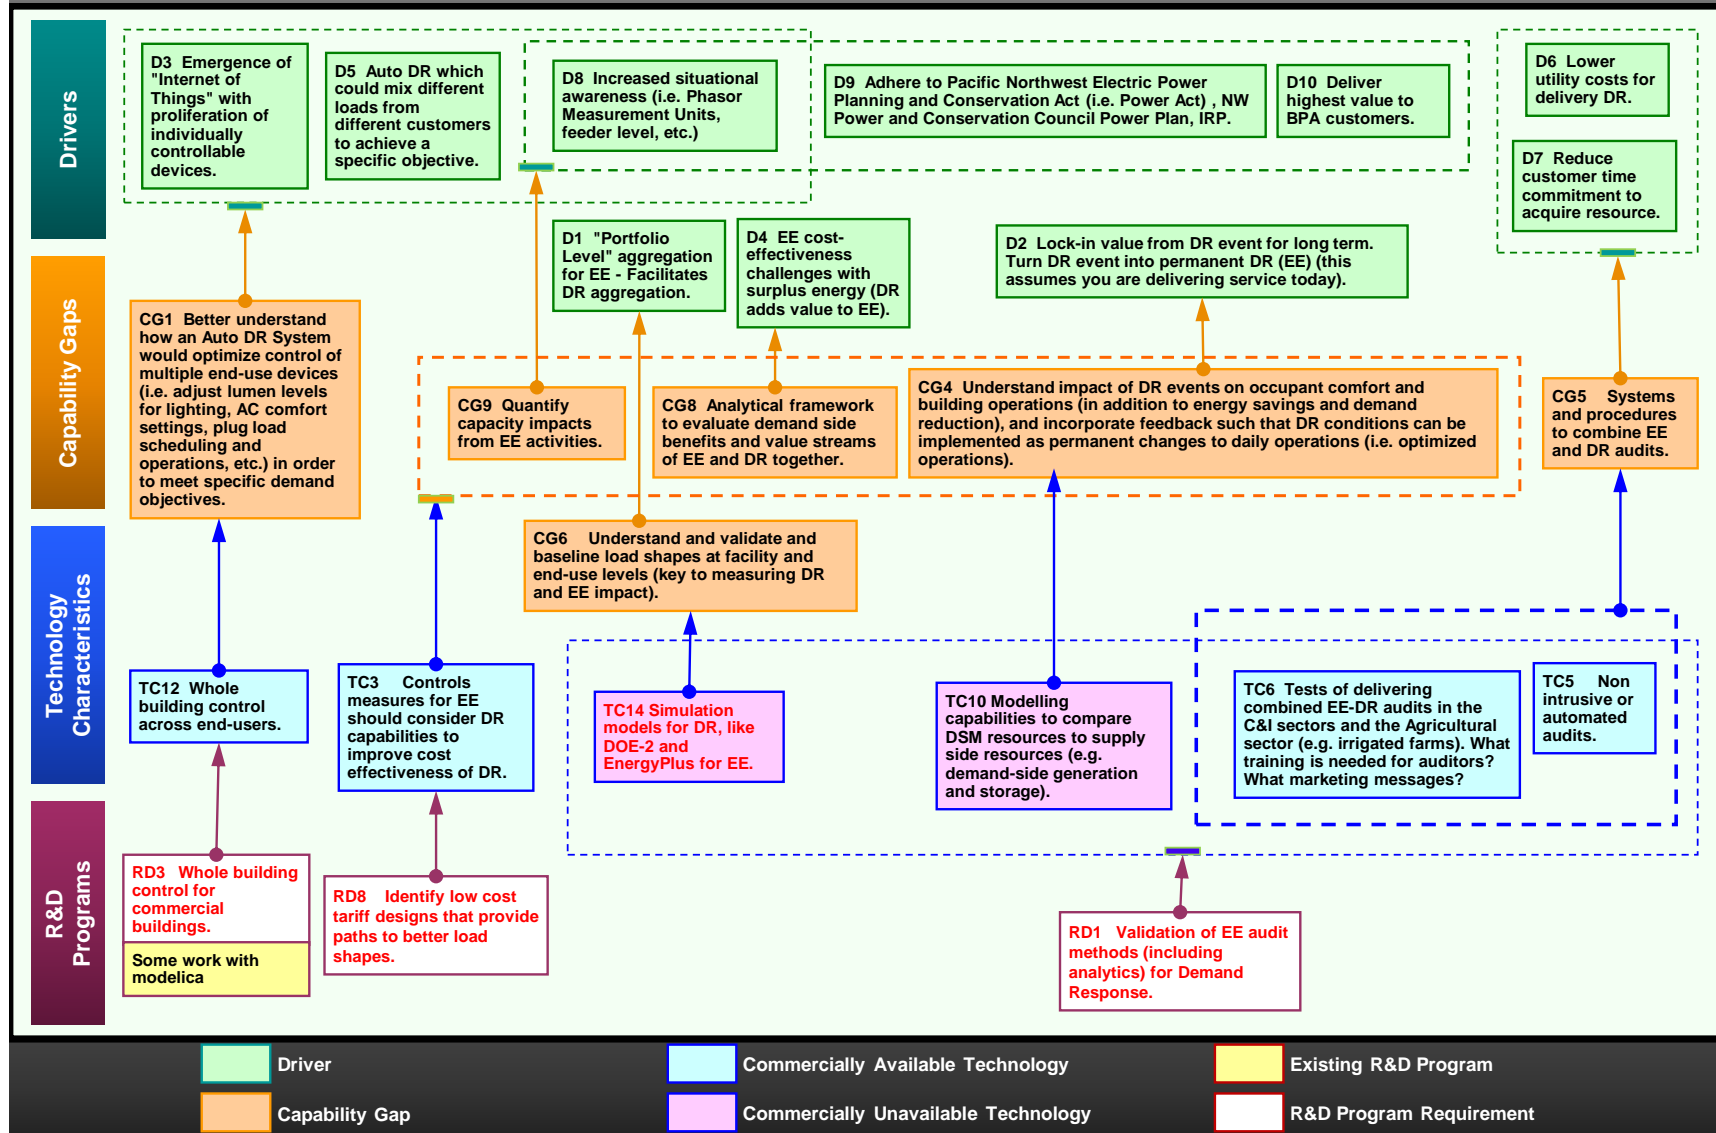 Drivers
D3 Emergence of
"Internet of
Things" with
proliferation of
individually
controllable
devices.
D5 Auto DR which
could mix different
loads from
different customers
to achieve a
specific objective.
D8 Increased situational
awareness (i.e. Phasor
Measurement Units,
feeder level, etc.)
D9 Adhere to Pacific Northwest Electric Power
Planning and Conservation Act (i.e. Power Act) , NW
Power and Conservation Council Power Plan, IRP.
D10 Deliver
highest value to
BPA customers.
D6 Lower
utility costs for
delivery DR.
D7 Reduce
customer time
commitment to
acquire resource.
D1 "Portfolio
Level" aggregation
for EE - Facilitates
DR aggregation.
D4 EE cost-
effectiveness
challenges with
surplus energy (DR
adds value to EE).
D2 Lock-in value from DR event for long term.
Turn DR event into permanent DR (EE) (this
assumes you are delivering service today).
Capability Gaps
CG1 Better understand
how an Auto DR System
would optimize control of
multiple end-use devices
(i.e. adjust lumen levels
for lighting, AC comfort
settings, plug load
scheduling and
operations, etc.) in order
to meet specific demand
objectives.
CG9 Quantify
capacity impacts
from EE activities.
CG8 Analytical framework
to evaluate demand side
benefits and value streams
of EE and DR together.
CG4 Understand impact of DR events on occupant comfort and
building operations (in addition to energy savings and demand
reduction), and incorporate feedback such that DR conditions can be
implemented as permanent changes to daily operations (i.e. optimized
operations).
CG5 Systems
and procedures
to combine EE
and DR audits.
CG6 Understand and validate and
baseline load shapes at facility and
end-use levels (key to measuring DR
and EE impact).
Technology
Characteristics
TC12 Whole
building control
across end-users.
TC3 Controls
measures for EE
should consider DR
capabilities to
improve cost
effectiveness of DR.
TC14 Simulation
models for DR, like
DOE-2 and
EnergyPlus for EE.
TC10 Modelling
capabilities to compare
DSM resources to supply
side resources (e.g.
demand-side generation
and storage).
TC6 Tests of delivering
combined EE-DR audits in the
C&I sectors and the Agricultural
sector (e.g. irrigated farms). What
training is needed for auditors?
What marketing messages?
TC5 Non
intrusive or
automated
audits.
R&D
Programs
RD3 Whole building
control for
commercial
buildings.
Some work with
modelica
RD8 Identify low cost
tariff designs that provide
paths to better load
shapes.
RD1 Validation of EE audit
methods (including
analytics) for Demand
Response.
Driver
Commercially Available Technology
Existing R&D Program
Capability Gap
Commercially Unavailable Technology
R&D Program Requirement